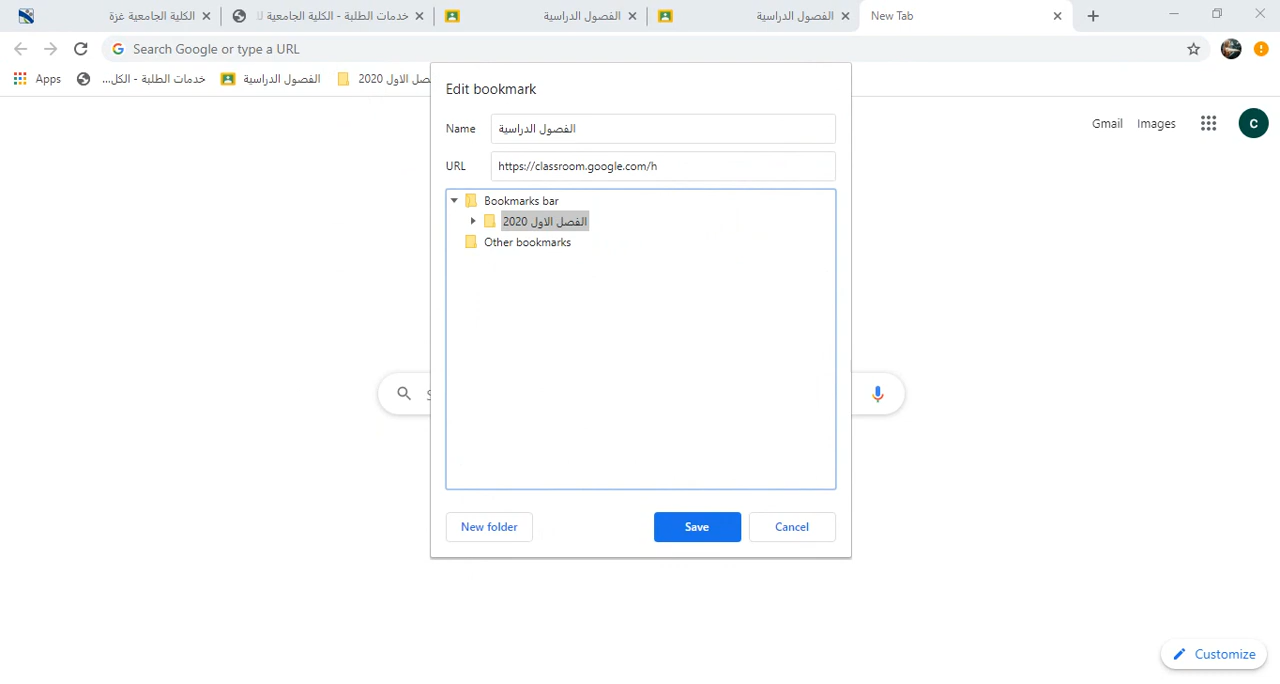 الكلية الجامعية غزة
خدمات الطلبة - الكلية الجامعية
الفصول الدراسية
الفصول الدراسية
New Tab
Search Google or type a URL
Apps
خدمات الطلبة - الكل...
الفصول الدراسية
صل الاول 2020
Edit bookmark
Gmail
Images
C
Name
الفصول الدراسية
URL
https://classroom.google.com/h
Bookmarks bar
الفصل الاول 2020
Other bookmarks
New folder
Save
Cancel
Customize